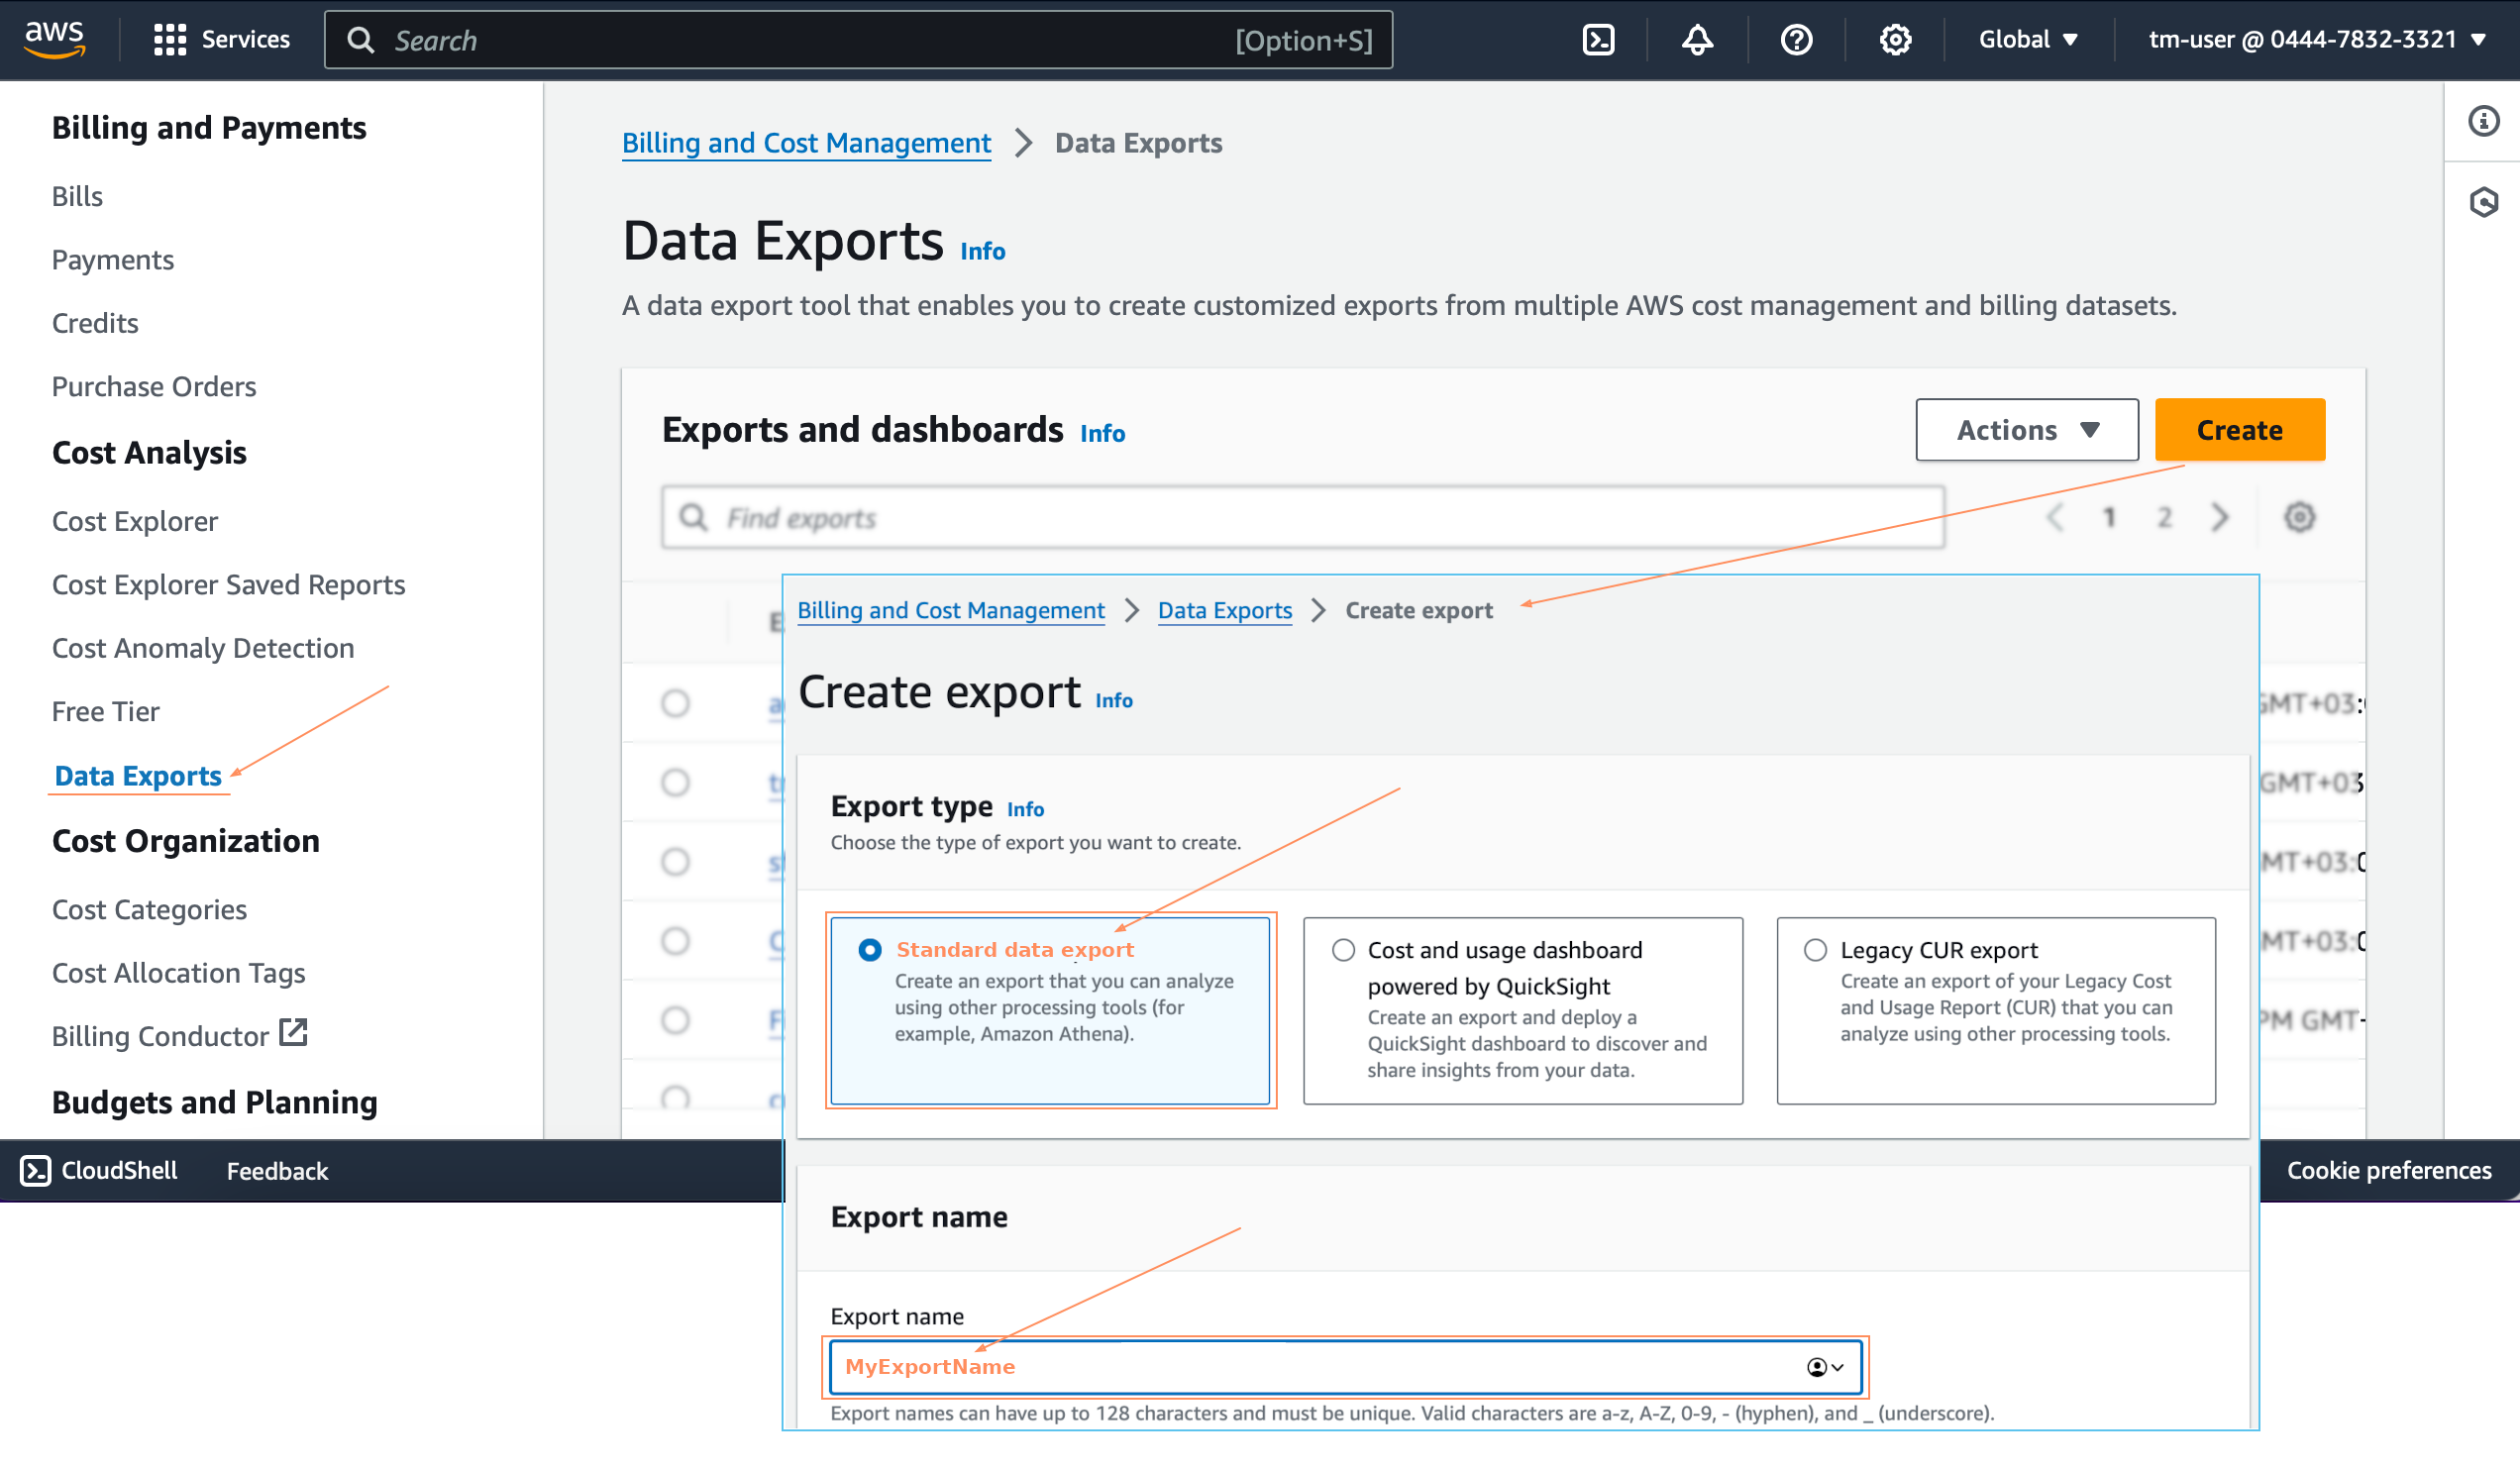 aws
Services
Search
[Option+S]
Global
tm-user @ 0444-7832-3321
Billing and Payments
Bills
Payments
Credits
Purchase Orders
Cost Analysis
Cost Explorer
Cost Explorer Saved Reports
Cost Anomaly Detection
Free Tier
Data Exports
Cost Organization
Cost Categories
Cost Allocation Tags
Billing Conductor
Budgets and Planning
Billing and Cost Management > Data Exports
Data Exports Info
A data export tool that enables you to create customized exports from multiple AWS cost management and billing datasets.
Exports and dashboards Info
Actions
Create
Find exports
1 2
Billing and Cost Management > Data Exports > Create export
Create export Info
Export type Info
Choose the type of export you want to create.
Standard data export
Create an export that you can analyze
using other processing tools (for
example, Amazon Athena).
Cost and usage dashboard
powered by QuickSight
Create an export and deploy a
QuickSight dashboard to discover and
share insights from your data.
Legacy CUR export
Create an export of your Legacy Cost
and Usage Report (CUR) that you can
analyze using other processing tools.
Export name
Export name
MyExportName
Export names can have up to 128 characters and must be unique. Valid characters are a-z, A-Z, 0-9, - (hyphen), and _ (underscore).
CloudShell
Feedback
Cookie preferences